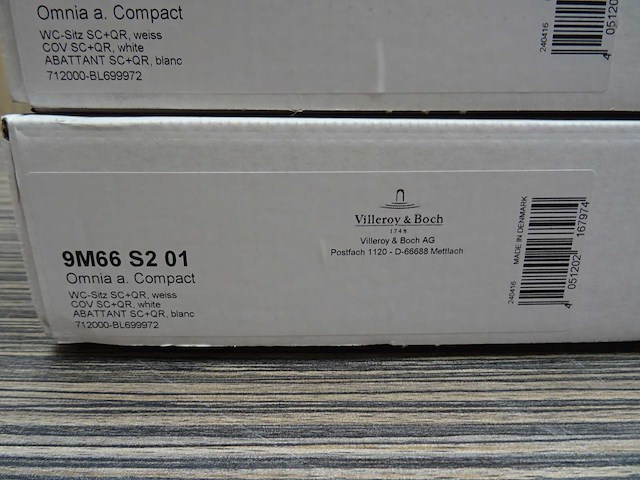 Omnia a. Compact
WC-Sitz SC+QR, weiss
COV SC+QR, white
ABATTANT SC+QR, blanc
712000-BL699972
240416
4 05120
9M66 S2 01
Omnia a. Compact
WC-Sitz SC+QR, weiss
COV SC+QR, white
ABATTANT SC+QR, blanc
712000-BL699972
Villeroy & Boch
1748
Villeroy & Boch AG
Postfach 1120 - D-66688 Mettlach
240416
MADE IN DENMARK
4 051202 167974